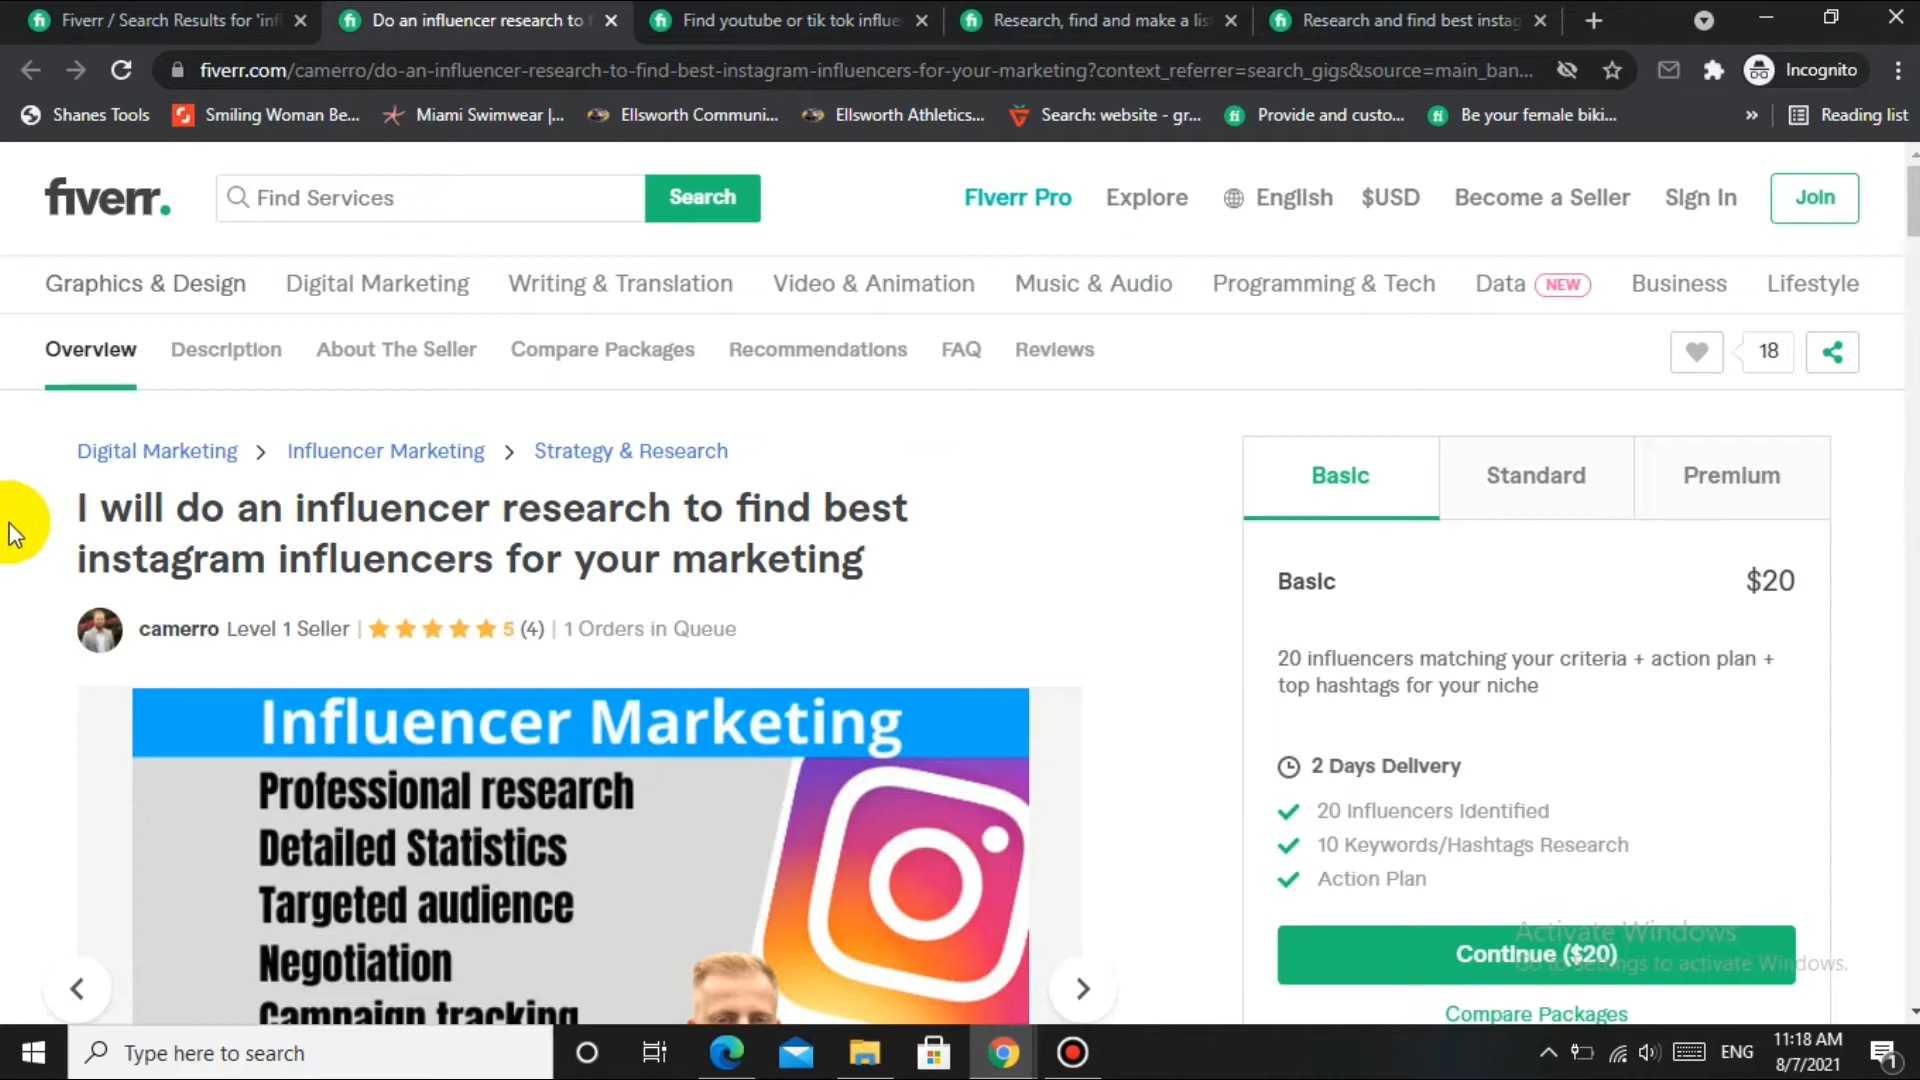 Fiverr / Search Results for 'inf
Do an influencer research to f
Find youtube or tik tok influe
Research, find and make a lis
Research and find best instag
fiverr.com/camerro/do-an-influencer-research-to-find-best-instagram-influencers-for-your-marketing?context_referrer=search_gigs&source=main_ban...
Incognito
Shanes Tools
Smiling Woman Be...
Miami Swimwear |...
Ellsworth Communi...
Ellsworth Athletics...
Search: website - gr...
Provide and custo...
Be your female biki...
»
Reading list
fiverr.
Find Services
Search
Fiverr Pro
Explore
English
$USD
Become a Seller
Sign In
Join
Graphics & Design
Digital Marketing
Writing & Translation
Video & Animation
Music & Audio
Programming & Tech
Data NEW
Business
Lifestyle
Overview
Description
About The Seller
Compare Packages
Recommendations
FAQ
Reviews
18
Digital Marketing > Influencer Marketing > Strategy & Research
I will do an influencer research to find best
instagram influencers for your marketing
camerro Level 1 Seller | 5 (4) | 1 Orders in Queue
Influencer Marketing
Professional research
Detailed Statistics
Targeted audience
Negotiation
Campaign tracking
Basic
Standard
Premium
Basic
$20
20 influencers matching your criteria + action plan +
top hashtags for your niche
2 Days Delivery
20 Influencers Identified
10 Keywords/Hashtags Research
Action Plan
Activate Windows
Continue ($20)
Go to Settings to activate Windows.
Compare Packages
Type here to search
ENG
11:18 AM
8/7/2021
1